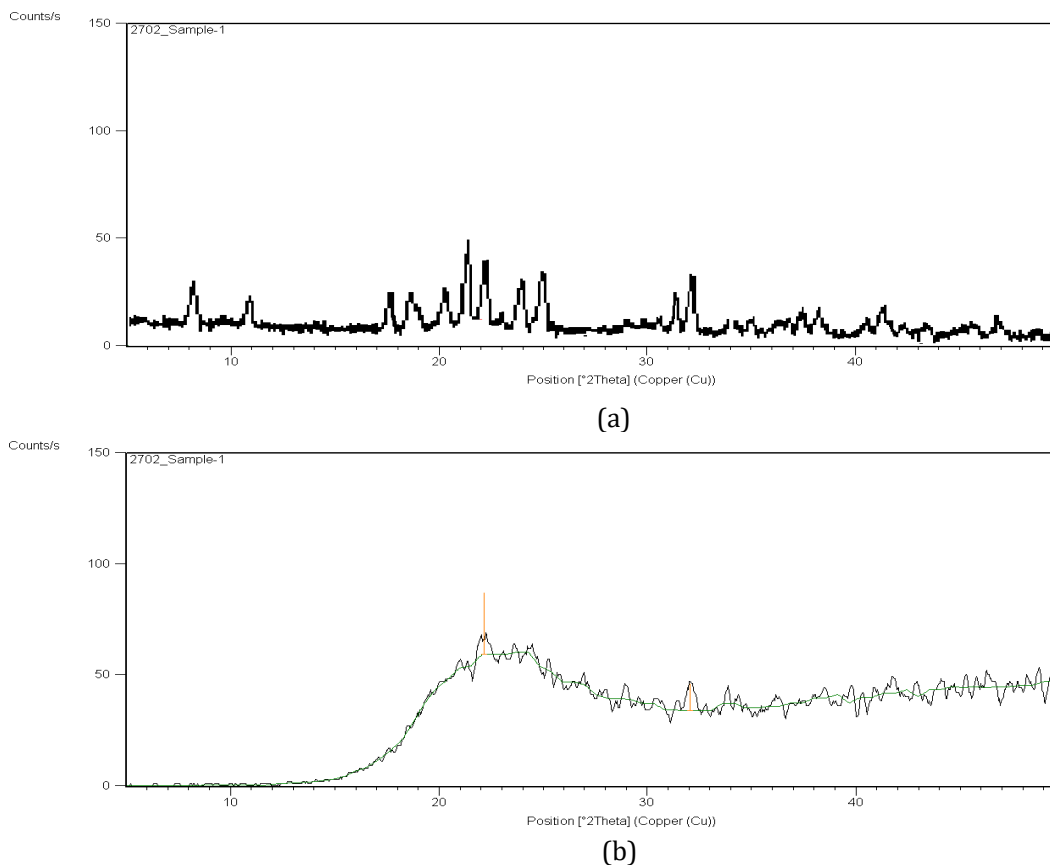 Counts/s
150
2702_Sample-1
100
50
0
10 20 30 40
Position [°2Theta] (Copper (Cu))
(a)
Counts/s
150
2702_Sample-1
100
50
0
10 20 30 40
Position [°2Theta] (Copper (Cu))
(b)